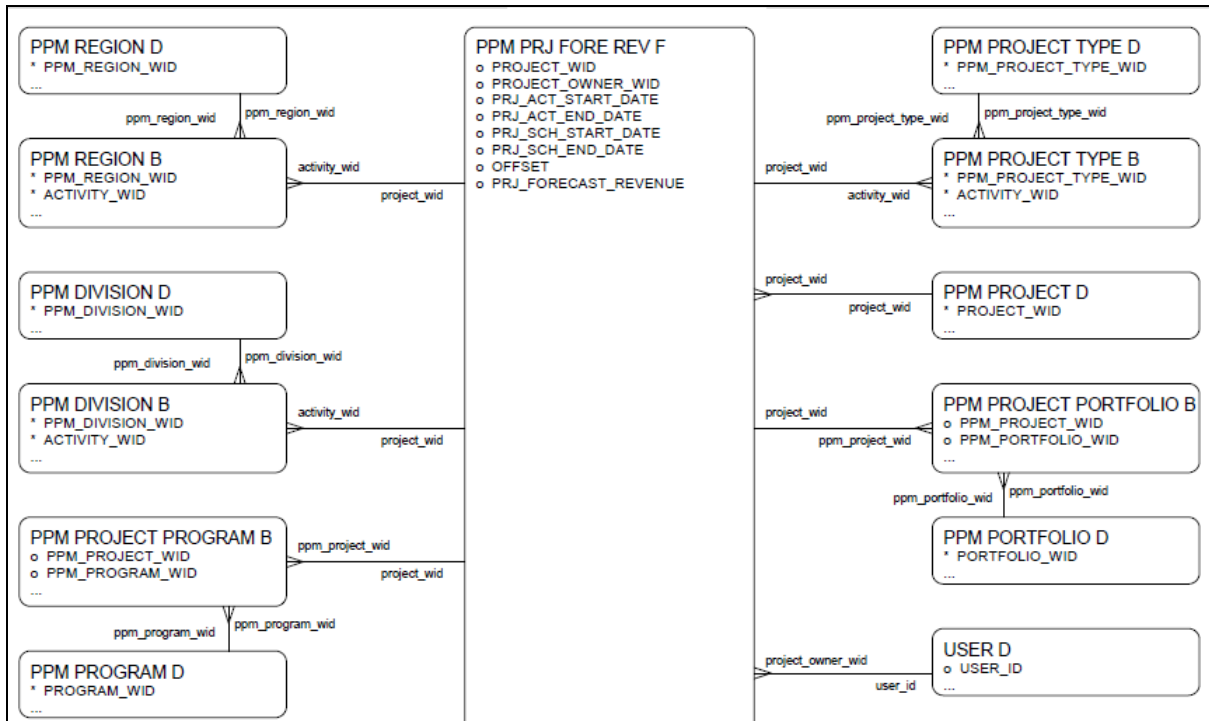 PPM REGION D
* PPM_REGION_WID
...
ppm_region_wid
ppm_region_wid
PPM REGION B
* PPM_REGION_WID
* ACTIVITY_WID
...
activity_wid
project_wid
PPM DIVISION D
* PPM_DIVISION_WID
...
ppm_division_wid
ppm_division_wid
PPM DIVISION B
* PPM_DIVISION_WID
* ACTIVITY_WID
...
activity_wid
project_wid
PPM PROJECT PROGRAM B
o PPM_PROJECT_WID
o PPM_PROGRAM_WID
...
ppm_project_wid
project_wid
ppm_program_wid
ppm_program_wid
PPM PROGRAM D
* PROGRAM_WID
...
PPM PRJ FORE REV F
o PROJECT_WID
o PROJECT_OWNER_WID
o PRJ_ACT_START_DATE
o PRJ_ACT_END_DATE
o PRJ_SCH_START_DATE
o PRJ_SCH_END_DATE
o OFFSET
o PRJ_FORECAST_REVENUE
PPM PROJECT TYPE D
* PPM_PROJECT_TYPE_WID
...
ppm_project_type_wid
ppm_project_type_wid
PPM PROJECT TYPE B
* PPM_PROJECT_TYPE_WID
* ACTIVITY_WID
...
project_wid
activity_wid
PPM PROJECT D
* PROJECT_WID
...
project_wid
project_wid
PPM PROJECT PORTFOLIO B
o PPM_PROJECT_WID
o PPM_PORTFOLIO_WID
...
project_wid
ppm_project_wid
ppm_portfolio_wid
ppm_portfolio_wid
PPM PORTFOLIO D
* PORTFOLIO_WID
...
USER D
o USER_ID
...
project_owner_wid
user_id